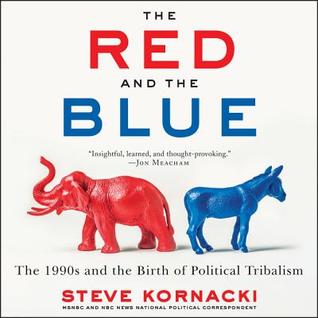 THE
RED
AND THE
BLUE
"Insightful, learned, and thought-provoking."
—JON MEACHAM
The 1990s and the Birth of Political Tribalism
STEVE KORNACKI
MSNBC AND NBC NEWS NATIONAL POLITICAL CORRESPONDENT